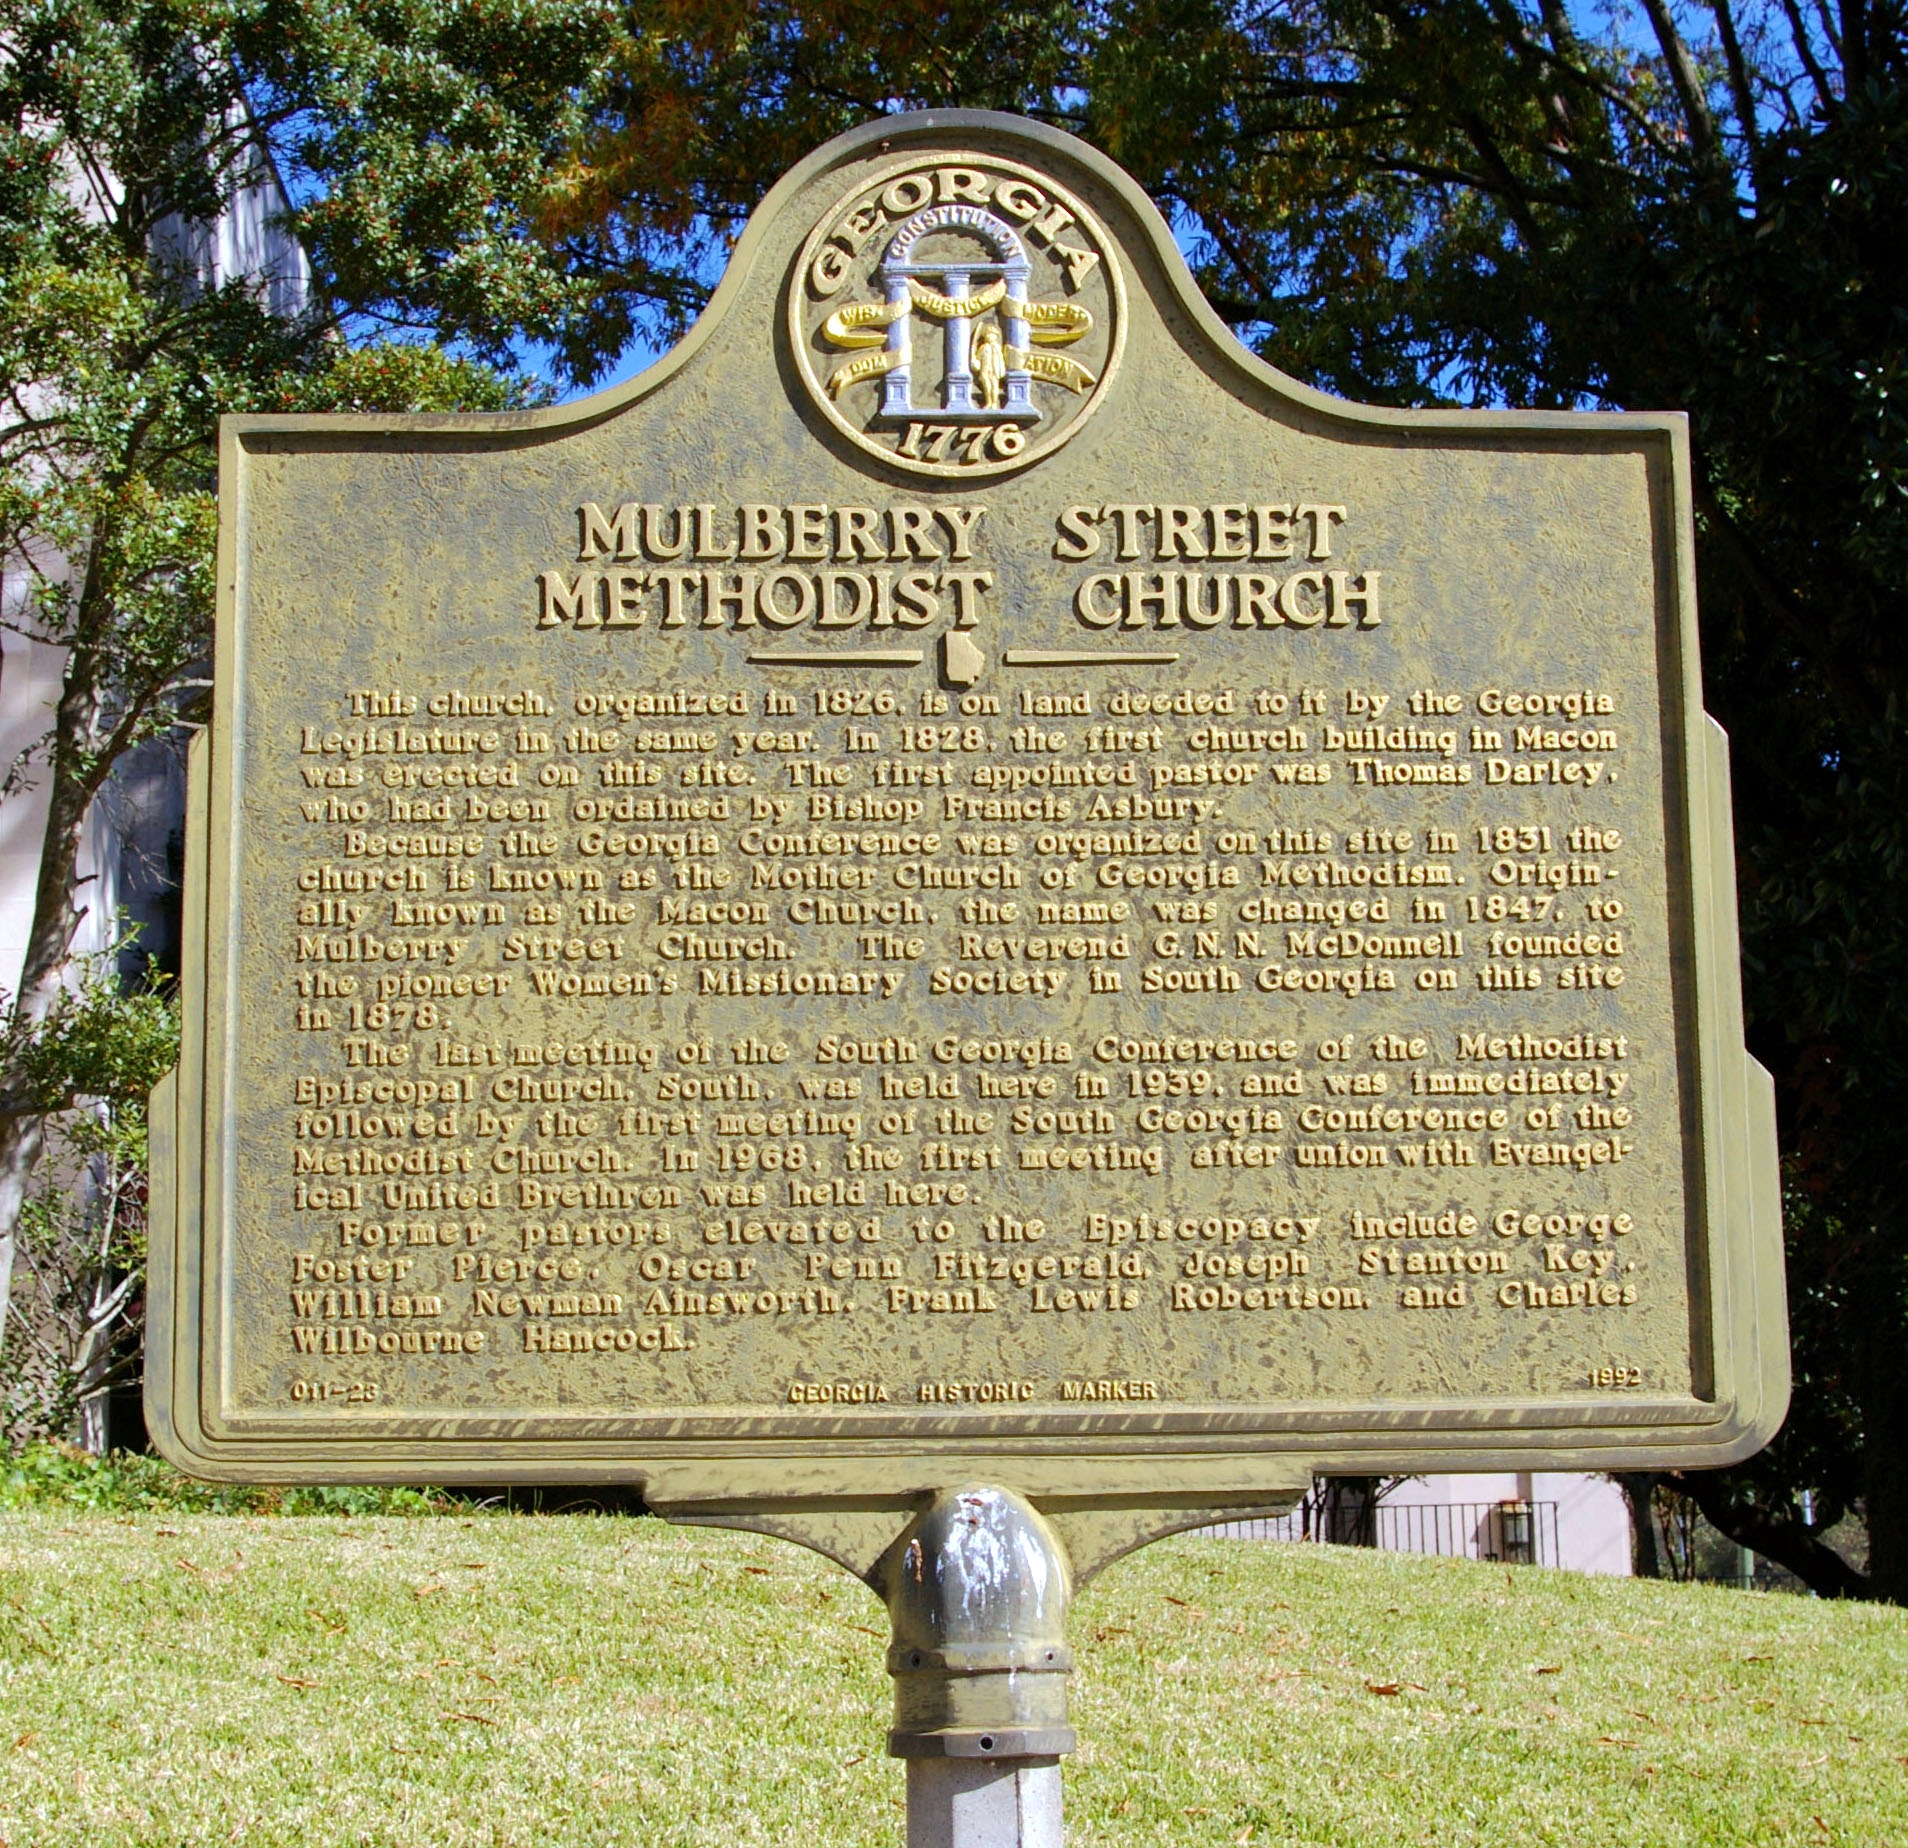 GEORGIA
CONSTITUTION
WIS JUSTICE MODER
DOM ATION
1776
MULBERRY STREET
METHODIST CHURCH
This church, organized in 1826, is on land deeded to it by the Georgia
Legislature in the same year. In 1828, the first church building in Macon
was erected on this site. The first appointed pastor was Thomas Darley,
who had been ordained by Bishop Francis Asbury.
Because the Georgia Conference was organized on this site in 1831 the
church is known as the Mother Church of Georgia Methodism. Origin-
ally known as the Macon Church, the name was changed in 1847, to
Mulberry Street Church. The Reverend G. N. N. McDonnell founded
the pioneer Women's Missionary Society in South Georgia on this site
in 1878.
The last meeting of the South Georgia Conference of the Methodist
Episcopal Church, South, was held here in 1939, and was immediately
followed by the first meeting of the South Georgia Conference of the
Methodist Church. In 1968, the first meeting after union with Evangel-
ical United Brethren was held here.
Former pastors elevated to the Episcopacy include George
Foster Pierce, Oscar Penn Fitzgerald, Joseph Stanton Key,
William Newman Ainsworth, Frank Lewis Robertson, and Charles
Wilbourne Hancock.
011-23 GEORGIA HISTORIC MARKER 1992